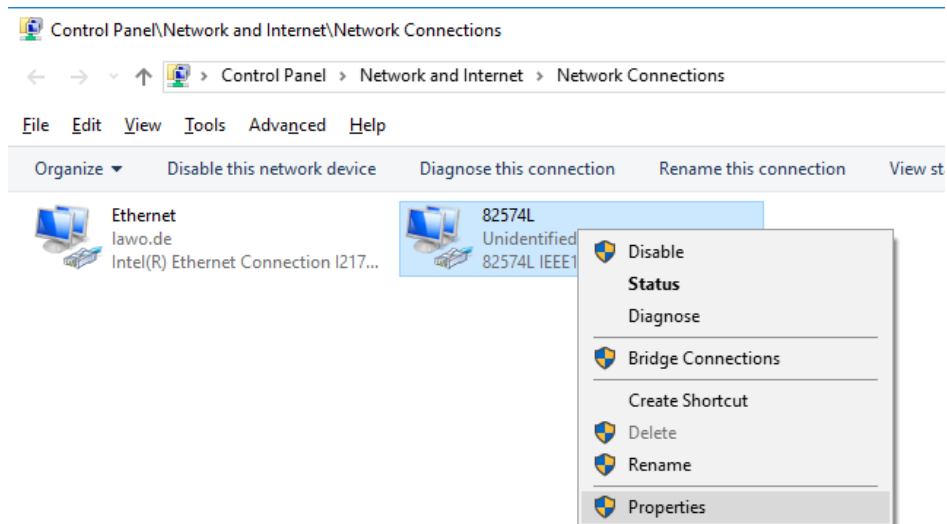 Control Panel\Network and Internet\Network Connections
Control Panel > Network and Internet > Network Connections
File Edit View Tools Advanced Help
Organize Disable this network device Diagnose this connection Rename this connection View st
Ethernet
lawo.de
Intel(R) Ethernet Connection I217...
82574L
Unidentified
82574L IEEE1
Disable
Status
Diagnose
Bridge Connections
Create Shortcut
Delete
Rename
Properties